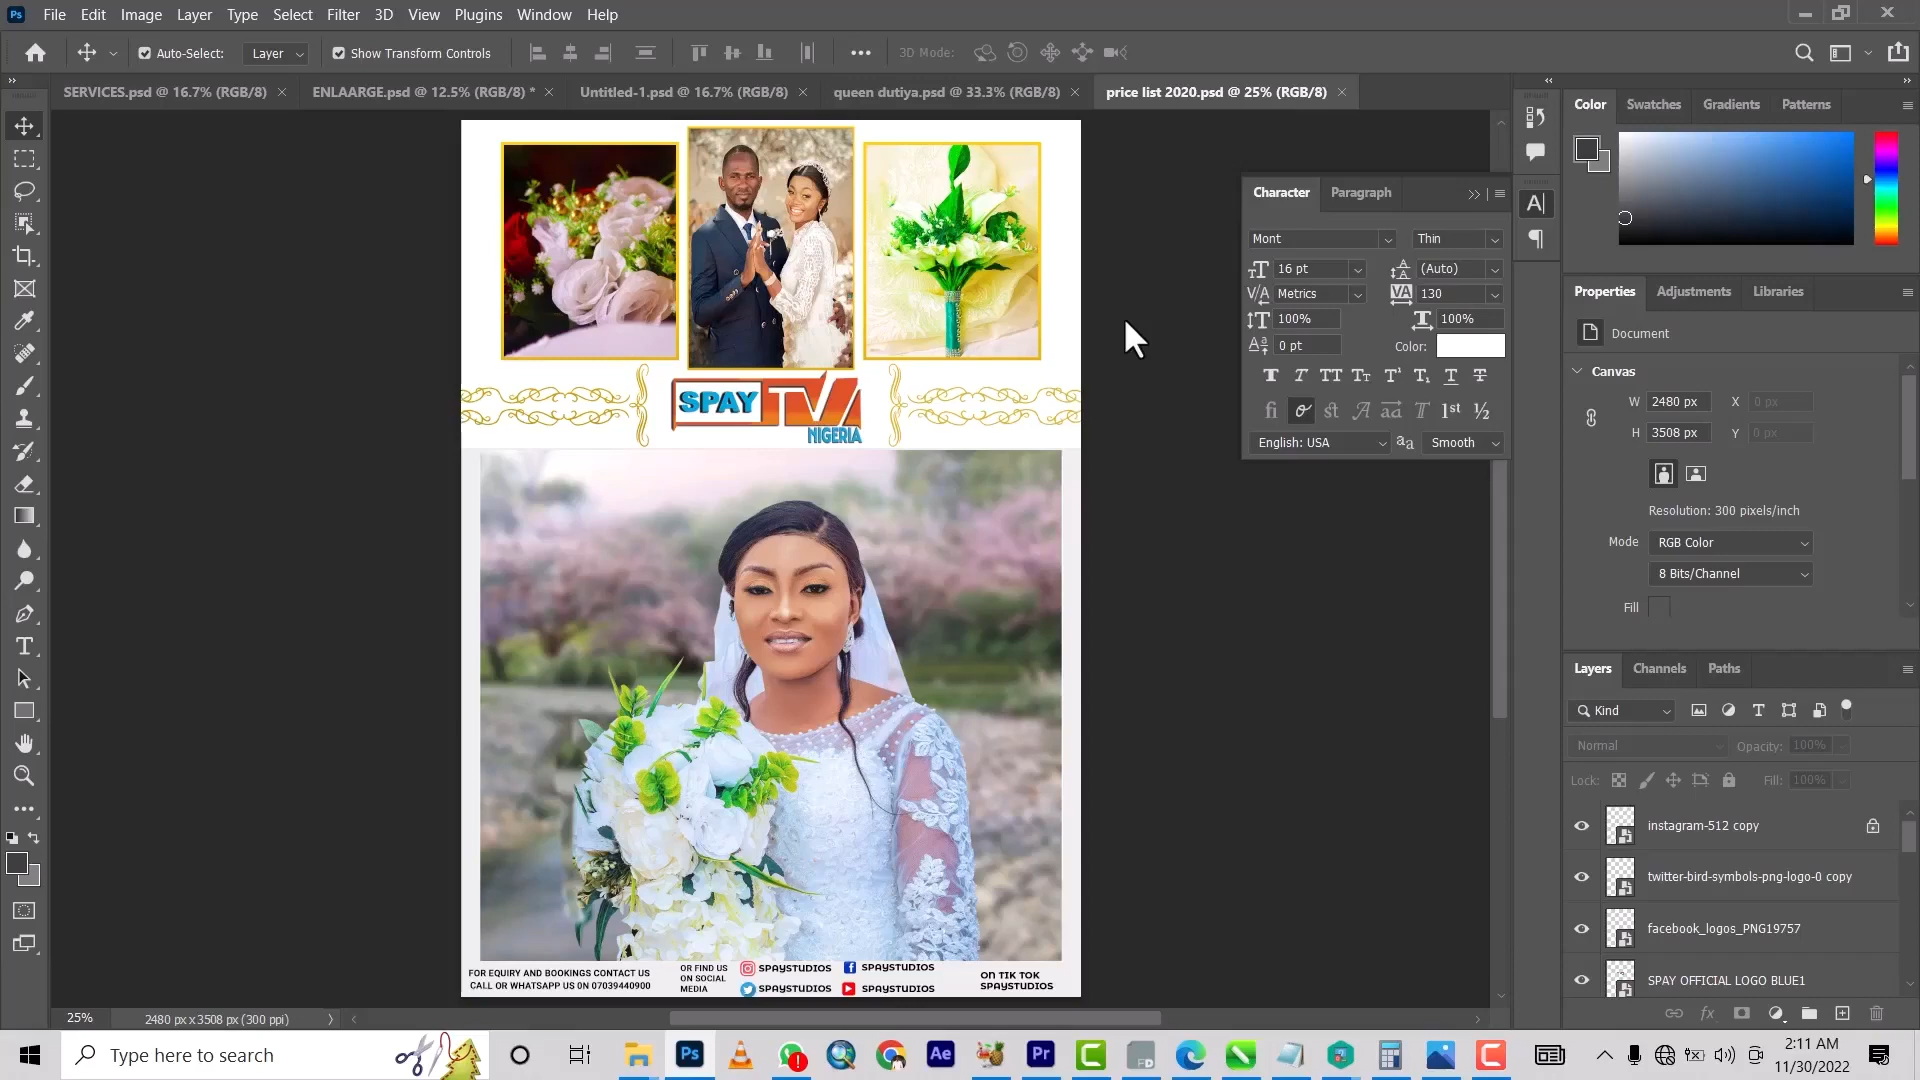 Ps File Edit Image Layer Type Select Filter 3D View Plugins Window Help
Auto-Select: Layer Show Transform Controls 3D Mode:
SERVICES.psd @ 16.7% (RGB/8) ENLAARGE.psd @ 12.5% (RGB/8) * Untitled-1.psd @ 16.7% (RGB/8) queen dutiya.psd @ 33.3% (RGB/8) price list 2020.psd @ 25% (RGB/8)
Color Swatches Gradients Patterns
Character Paragraph
Mont Thin
16 pt (Auto)
Metrics 130
100% 100%
0 pt Color:
English: USA aa Smooth
Properties Adjustments Libraries
Document
Canvas
W 2480 px X 0 px
H 3508 px Y 0 px
Resolution: 300 pixels/inch
Mode RGB Color
8 Bits/Channel
Fill
Layers Channels Paths
Kind
Normal Opacity: 100%
Lock: Fill: 100%
instagram-512 copy
twitter-bird-symbols-png-logo-0 copy
facebook_logos_PNG19757
SPAY OFFICIAL LOGO BLUE1
SPAY TV
NIGERIA
FOR EQUIRY AND BOOKINGS CONTACT US
CALL OR WHATSAPP US ON 07039440900
OR FIND US
ON SOCIAL
MEDIA
SPAYSTUDIOS SPAYSTUDIOS
SPAYSTUDIOS SPAYSTUDIOS
ON TIK TOK
SPAYSTUDIOS
25% 2480 px x 3508 px (300 ppi)
Type here to search
2:11 AM
11/30/2022